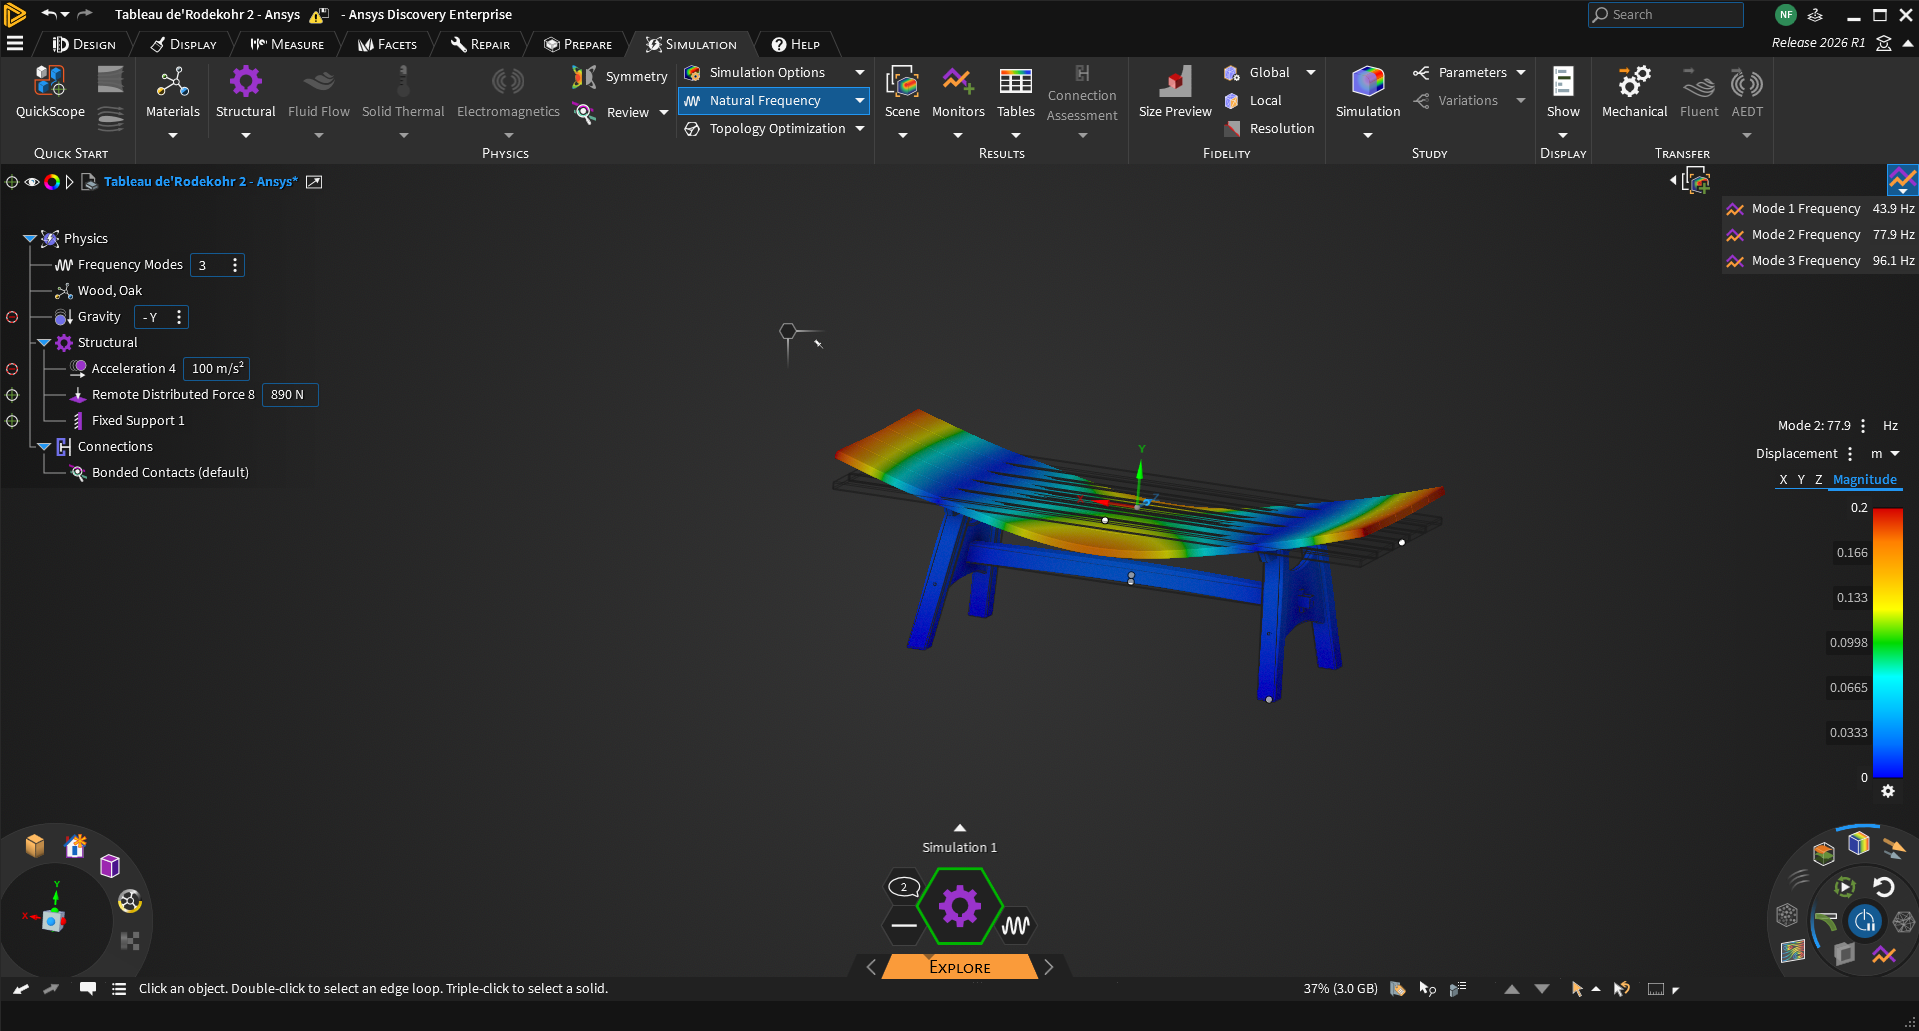 Tableau de'Rodekohr 2 - Ansys - Ansys Discovery Enterprise
Search
NF
Design Display Measure Facets Repair Prepare Simulation Help
Release 2026 R1
QuickScope
Quick Start
Materials Structural Fluid Flow Solid Thermal Electromagnetics
Symmetry
Review
Simulation Options
Natural Frequency
Topology Optimization
Physics
Scene Monitors Tables Connection Assessment
Results
Size Preview
Global
Local
Resolution
Fidelity
Simulation
Parameters
Variations
Study
Show
Display
Mechanical Fluent AEDT
Transfer
Tableau de'Rodekohr 2 - Ansys*
Mode 1 Frequency 43.9 Hz
Mode 2 Frequency 77.9 Hz
Mode 3 Frequency 96.1 Hz
Physics
Frequency Modes 3
Wood, Oak
Gravity -Y
Structural
Acceleration 4 100 m/s²
Remote Distributed Force 8 890 N
Fixed Support 1
Connections
Bonded Contacts (default)
Mode 2: 77.9 Hz
Displacement m
X Y Z Magnitude
0.2
0.166
0.133
0.0998
0.0665
0.0333
0
Y
X
Z
Y
X
Simulation 1
2
Explore
Click an object. Double-click to select an edge loop. Triple-click to select a solid.
37% (3.0 GB)